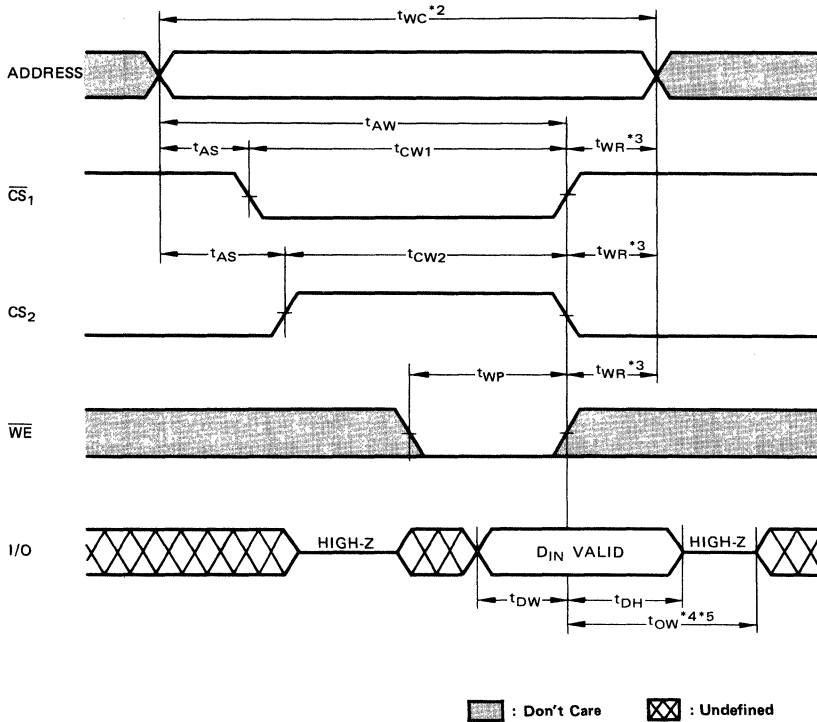 tWC*2
ADDRESS
tAW
tAS tCW1 tWR*3
CS1
tAS tCW2 tWR*3
CS2
tWP tWR*3
WE
I/O HIGH-Z DIN VALID HIGH-Z
tDW tDH
tOW*4*5
: Don't Care : Undefined